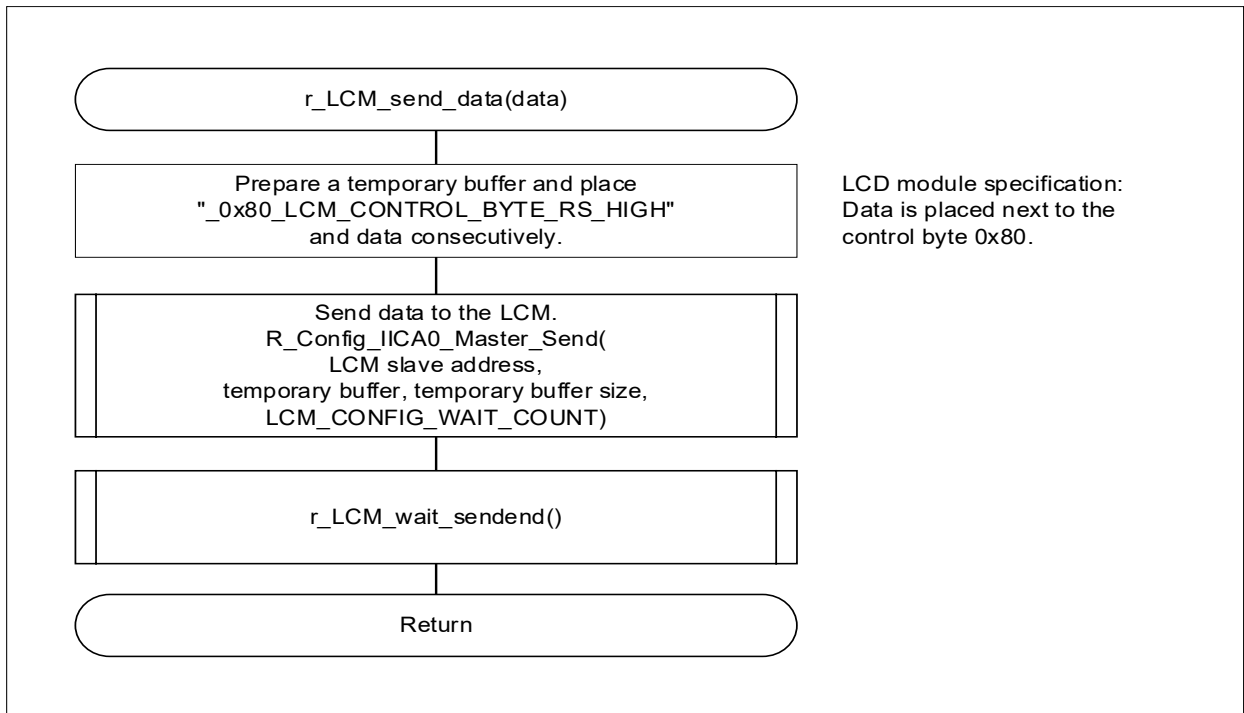 r_LCM_send_data(data)
Prepare a temporary buffer and place
"_0x80_LCM_CONTROL_BYTE_RS_HIGH"
and data consecutively.
LCD module specification:
Data is placed next to the
control byte 0x80.
Send data to the LCM.
R_Config_IICA0_Master_Send(
LCM slave address,
temporary buffer, temporary buffer size,
LCM_CONFIG_WAIT_COUNT)
r_LCM_wait_sendend()
Return